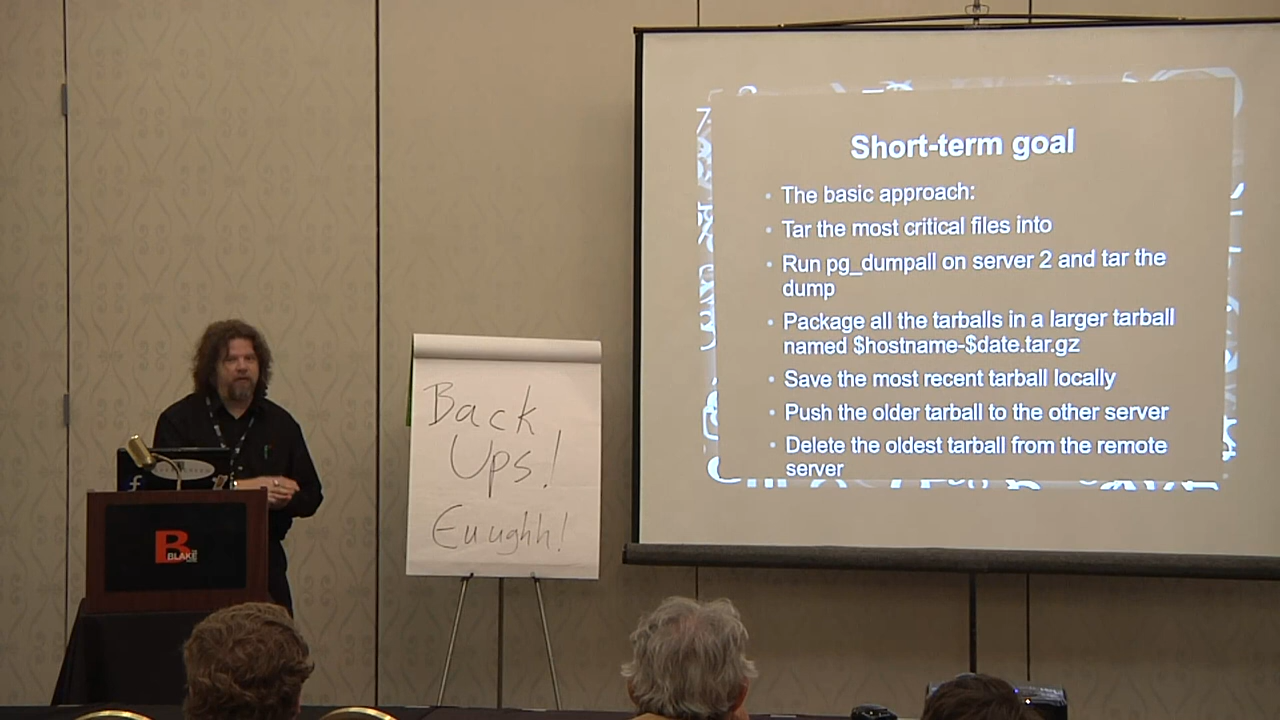 Short-term goal
The basic approach:
Tar the most critical files into
Run pg_dumpall on server 2 and tar the
dump
Package all the tarballs in a larger tarball
named $hostname-$date.tar.gz
Save the most recent tarball locally
Push the older tarball to the other server
Delete the oldest tarball from the remote
server
Back
Ups!
Euughh!
f
B
BLAKE